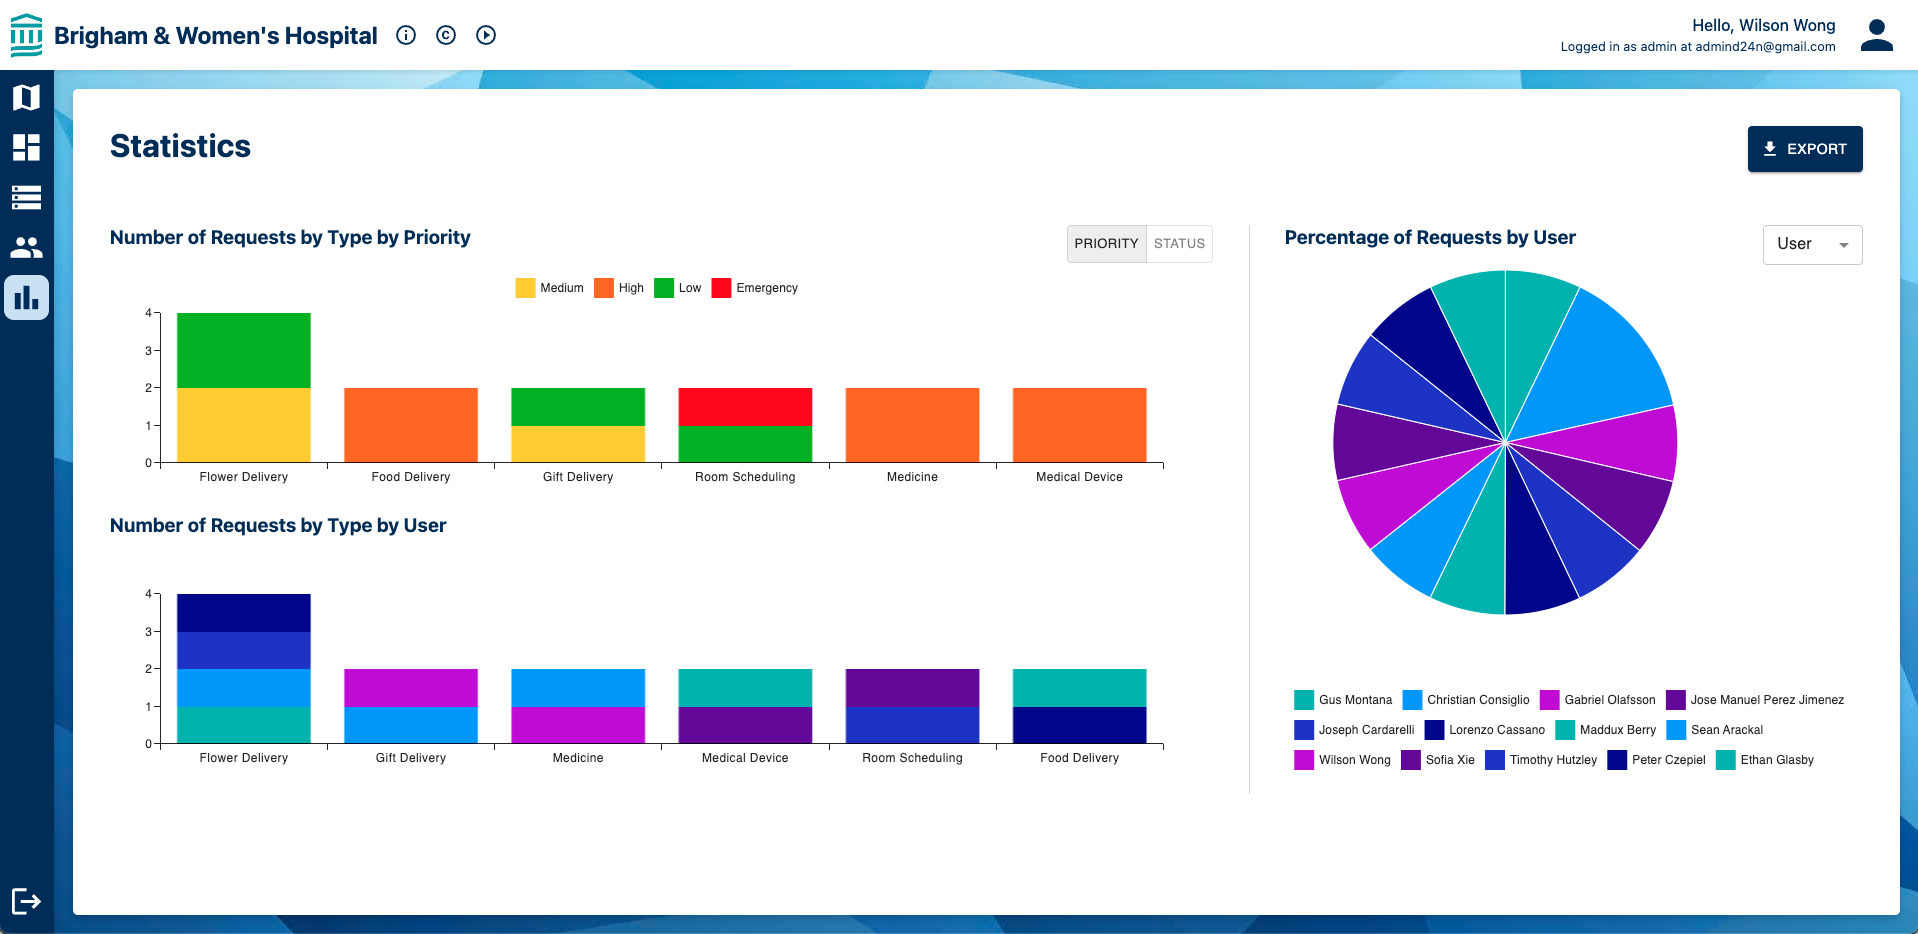 Brigham & Women's Hospital
Hello, Wilson Wong
Logged in as admin at admind24n@gmail.com
Statistics
EXPORT
Number of Requests by Type by Priority
PRIORITY STATUS
Medium High Low Emergency
4
3
2
1
0
Flower Delivery Food Delivery Gift Delivery Room Scheduling Medicine Medical Device
Number of Requests by Type by User
4
3
2
1
0
Flower Delivery Gift Delivery Medicine Medical Device Room Scheduling Food Delivery
Percentage of Requests by User
User
Gus Montana Christian Consiglio Gabriel Olafsson Jose Manuel Perez Jimenez
Joseph Cardarelli Lorenzo Cassano Maddux Berry Sean Arackal
Wilson Wong Sofia Xie Timothy Hutzley Peter Czepiel Ethan Glasby